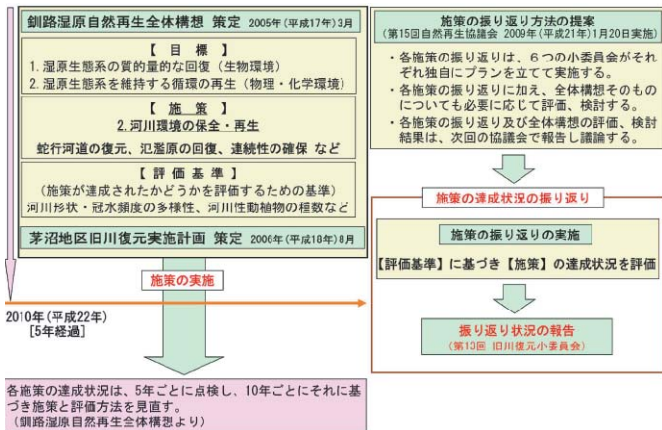 釧路湿原自然再生全体構想 策定 2005年(平成17年)3月
【 目 標 】
1. 湿原生態系の質的量的な回復(生物環境)
2. 湿原生態系を維持する循環の再生(物理・化学環境)
【 施 策 】
2.河川環境の保全・再生
蛇行河道の復元、氾濫原の回復、連続性の確保 など
【 評 価 基 準 】
(施策が達成されたかどうかを評価するための基準)
河川形状・冠水頻度の多様性、河川性動植物の種数など
茅沼地区旧川復元実施計画 策定 2006年(平成18年)8月
施策の実施
2010年(平成22年)
[5年経過]
各施策の達成状況は、5年ごとに点検し、10年ごとにそれに基
づき施策と評価方法を見直す。
(釧路湿原自然再生全体構想より)
施策の振り返り方法の提案
(第15回自然再生協議会 2009年(平成21年)1月20日実施)
・各施策の振り返りは、6つの小委員会がそ
れぞれ独自にプランを立てて実施する。
・各施策の振り返りに加え、全体構想そのもの
についても必要に応じて評価、検討する。
・各施策の振り返り及び全体構想の評価、検討
結果は、次回の協議会で報告し議論する。
施策の達成状況の振り返り
施策の振り返りの実施
【評価基準】に基づき【施策】の達成状況を評価
振り返り状況の報告
(第13回 旧川復元小委員会)